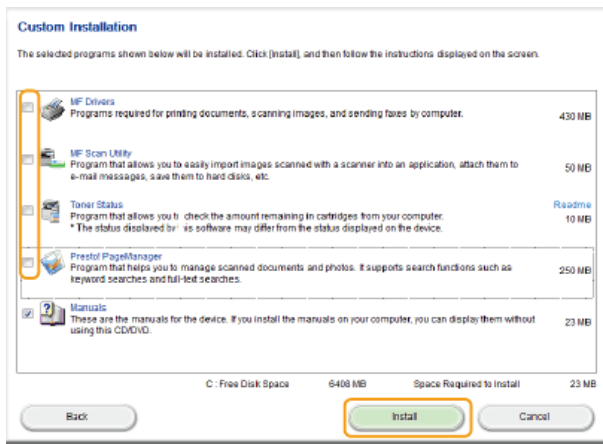 Custom Installation
The selected programs shown below will be installed. Click [Install], and then follow the instructions displayed on the screen.
MF Drivers
Programs required for printing documents, scanning images, and sending faxes by computer.
430 MB
MF Scan Utility
Program that allows you to easily import images scanned with a scanner into an application, attach them to
e-mail messages, save them to hard disks, etc.
50 MB
Toner Status
Readme
Program that allows you t check the amount remaining in cartridges from your computer.
10 MB
* The status displayed b is software may differ from the status displayed on the device.
Presto! PageManager
Program that helps you to manage scanned documents and photos. It supports search functions such as
keyword searches and full-text searches.
250 MB
Manuals
These are the manuals for the device. If you install the manuals on your computer, you can display them without
using this CD/DVD.
23 MB
C : Free Disk Space 6408 MB Space Required to Install 23 MB
Back Install Cancel